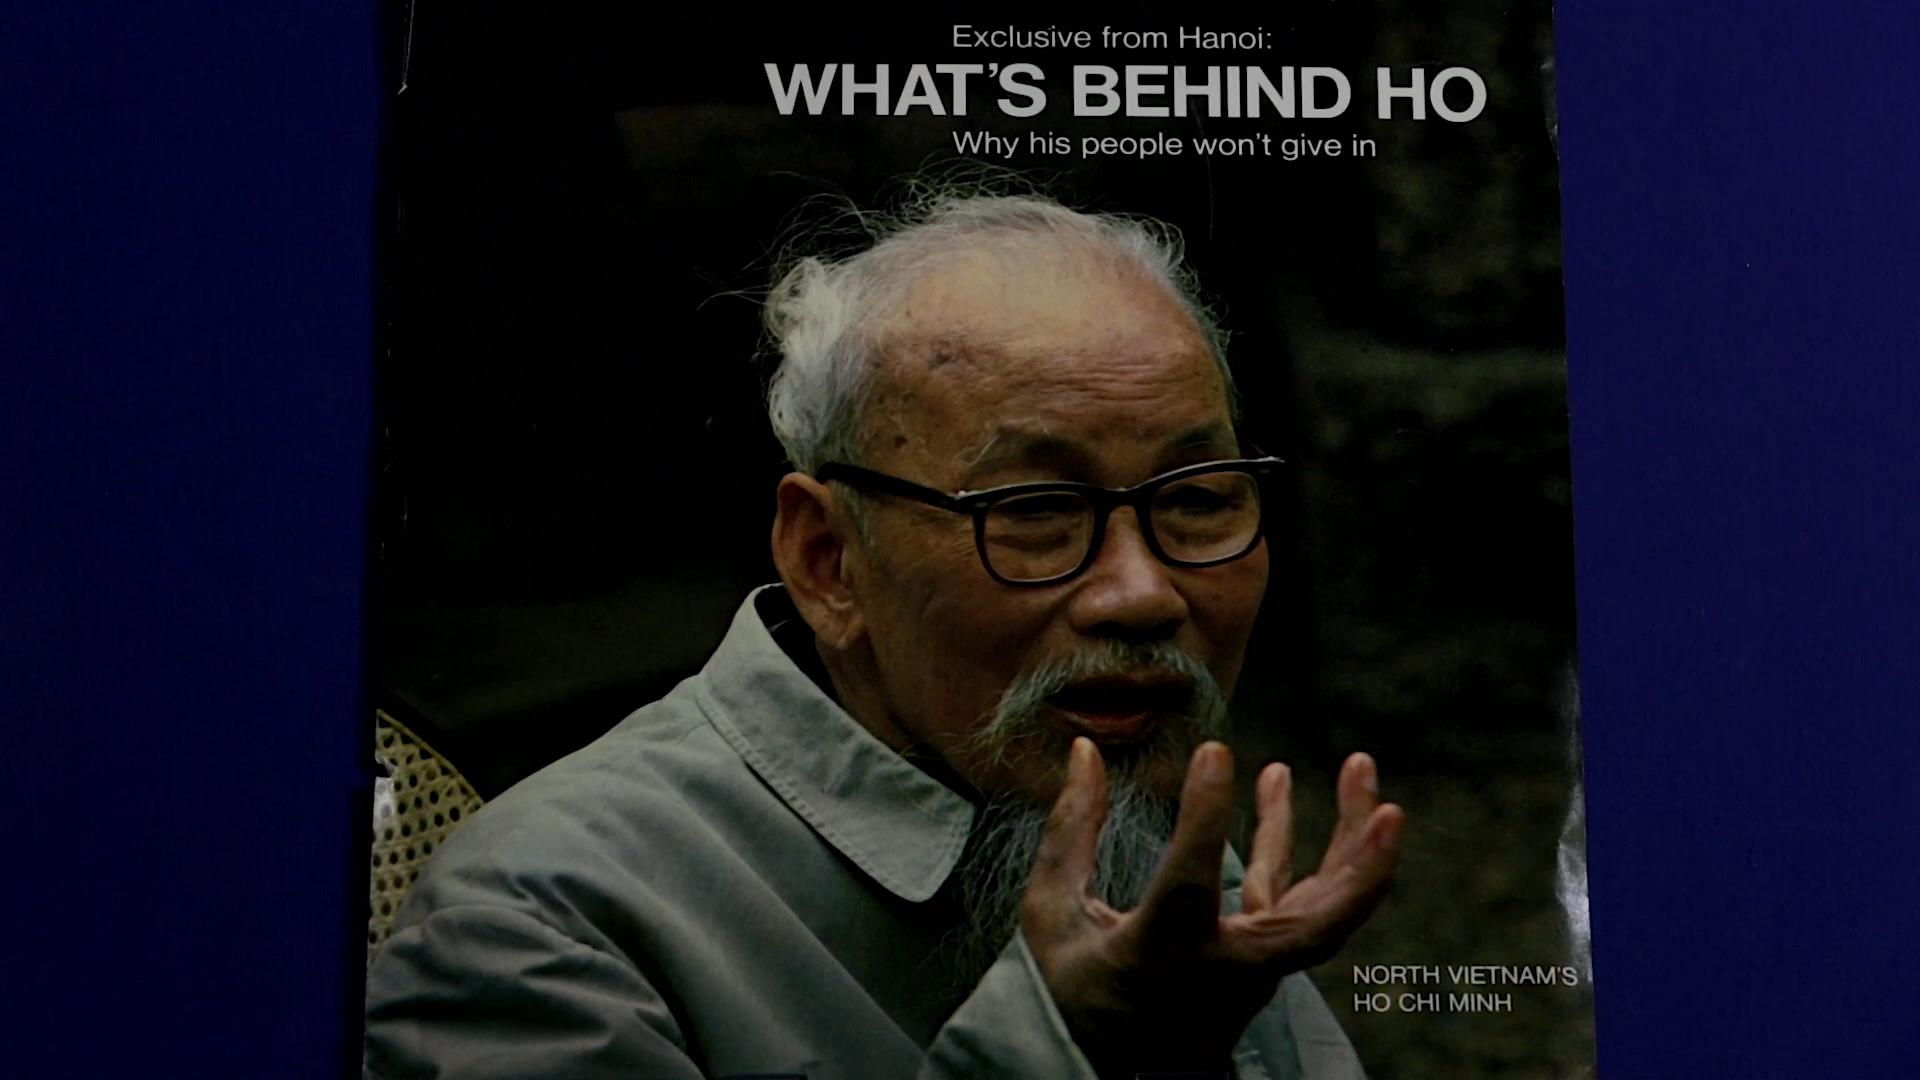 Exclusive from Hanoi:
WHAT'S BEHIND HO
Why his people won't give in
NORTH VIETNAM'S
HO CHI MINH